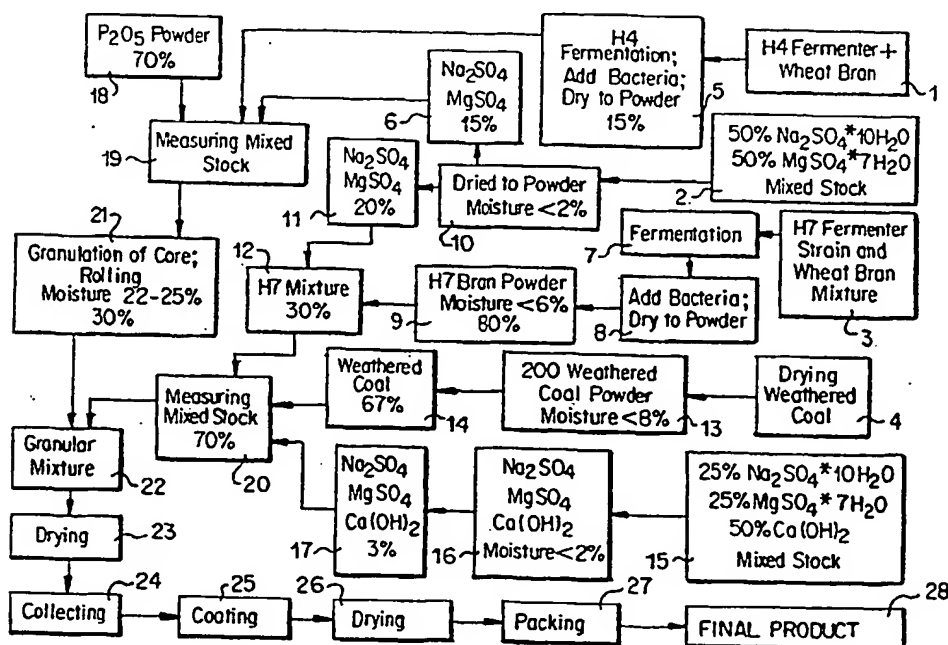 P2O5 Powder
70%
18
H4
Fermentation;
Add Bacteria;
Dry to Powder
15%
5
H4 Fermenter +
Wheat Bran
1
Na2SO4
MgSO4
15%
6
Measuring Mixed
Stock
19
Na2SO4
MgSO4
20%
11
Dried to Powder
Moisture <2%
10
50% Na2SO4*10H2O
50% MgSO4*7H2O
Mixed Stock
2
21
Granulation of Core;
Rolling
Moisture 22-25%
30%
12
H7 Mixture
30%
7
Fermentation
H7 Fermenter
Strain and
Wheat Bran
Mixture
3
H7 Bran Powder
Moisture <6%
80%
9
Add Bacteria;
Dry to Powder
8
Measuring
Mixed Stock
70%
20
Weathered
Coal
67%
14
200 Weathered
Coal Powder
Moisture <8%
13
Drying
Weathered
Coal
4
Granular
Mixture
22
Na2SO4
MgSO4
Ca(OH)2
3%
17
Na2SO4
MgSO4
Ca(OH)2
Moisture <2%
16
25% Na2SO4*10H2O
25% MgSO4*7H2O
50% Ca(OH)2
Mixed Stock
15
Drying
23
Collecting
24
Coating
25
Drying
26
Packing
27
FINAL PRODUCT
28